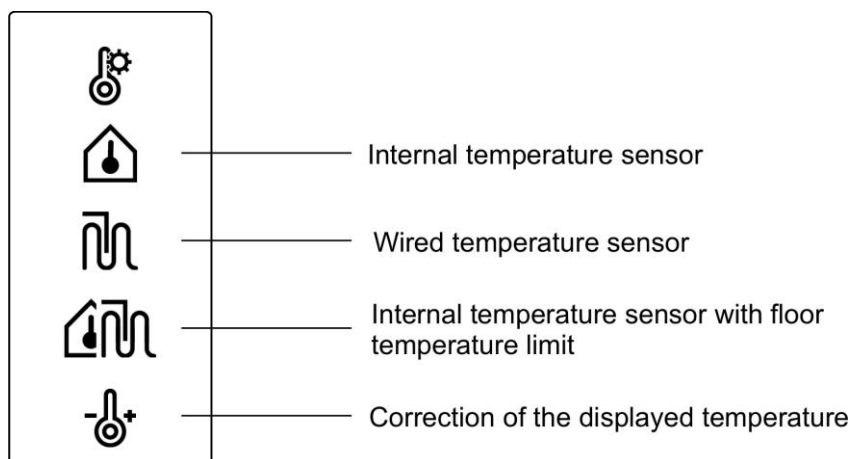 Internal temperature sensor
Wired temperature sensor
Internal temperature sensor with floor
temperature limit
Correction of the displayed temperature